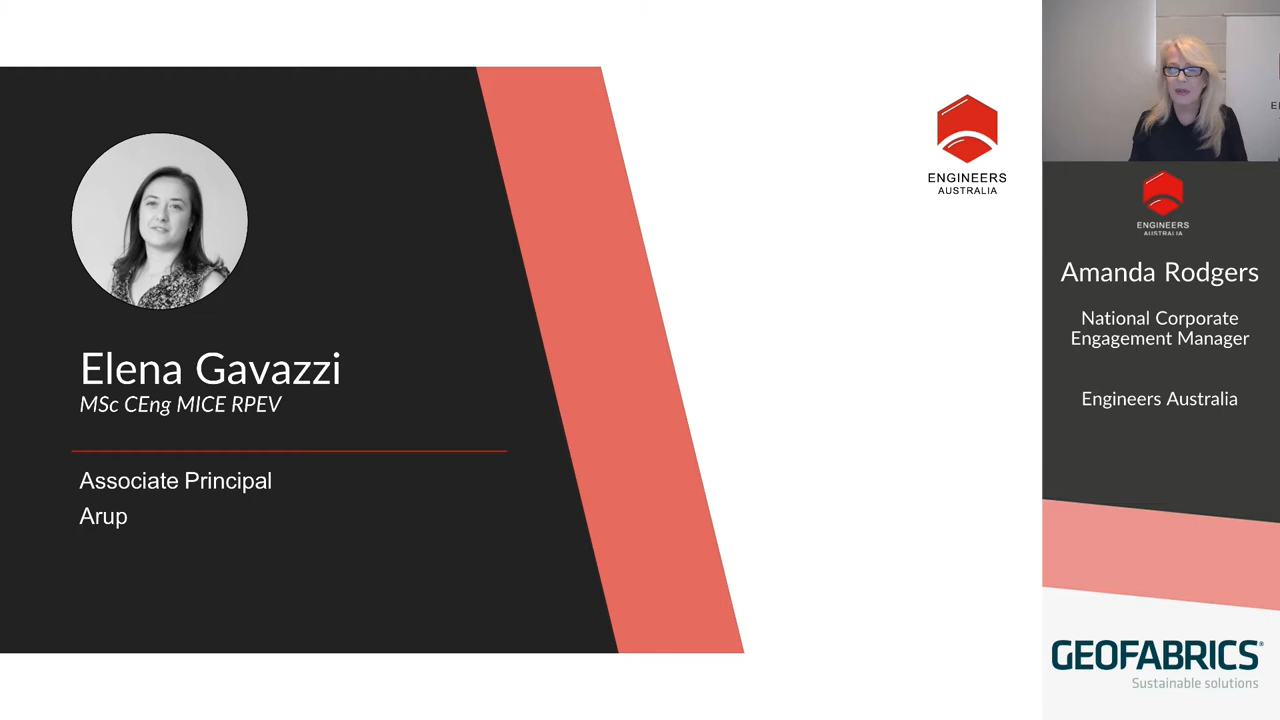 Elena Gavazzi
MSc CEng MICE RPEV
Associate Principal
Arup
ENGINEERS
AUSTRALIA
ENGINEERS
AUSTRALIA
Amanda Rodgers
National Corporate
Engagement Manager
Engineers Australia
GEOFABRICS®
Sustainable solutions